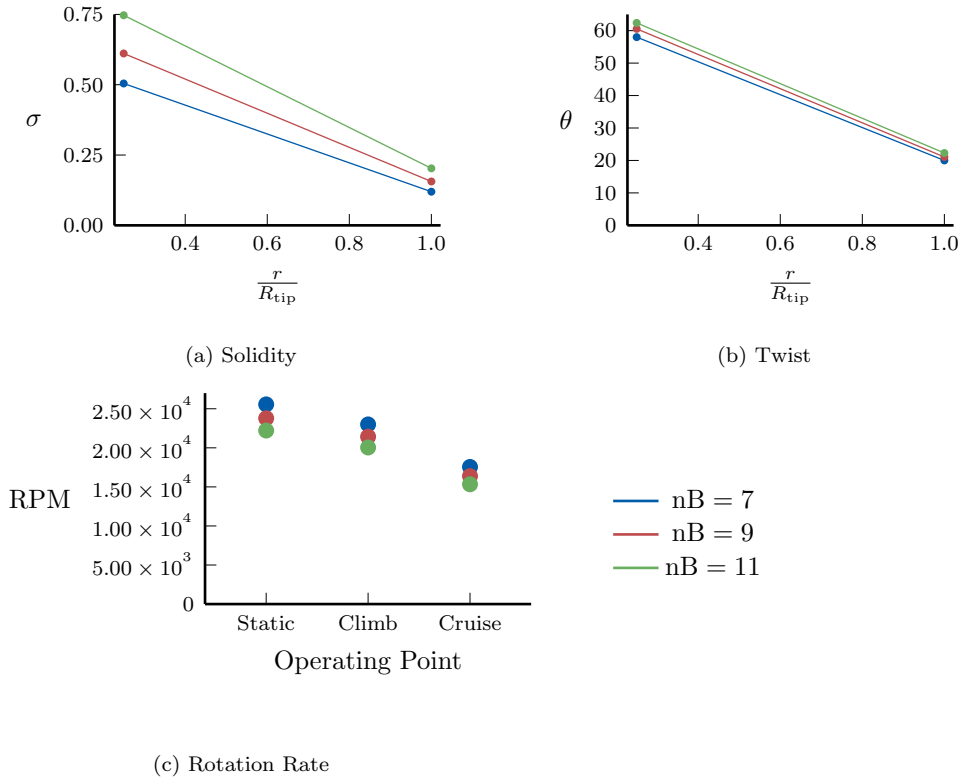 0.75
0.50
σ
0.25
0.00
0.4 0.6 0.8 1.0
r
R_tip
(a) Solidity
60
50
40
θ
30
20
10
0
0.4 0.6 0.8 1.0
r
R_tip
(b) Twist
2.50 × 10⁴
2.00 × 10⁴
RPM
1.50 × 10⁴
1.00 × 10⁴
5.00 × 10³
0
Static Climb Cruise
Operating Point
(c) Rotation Rate
nB = 7
nB = 9
nB = 11